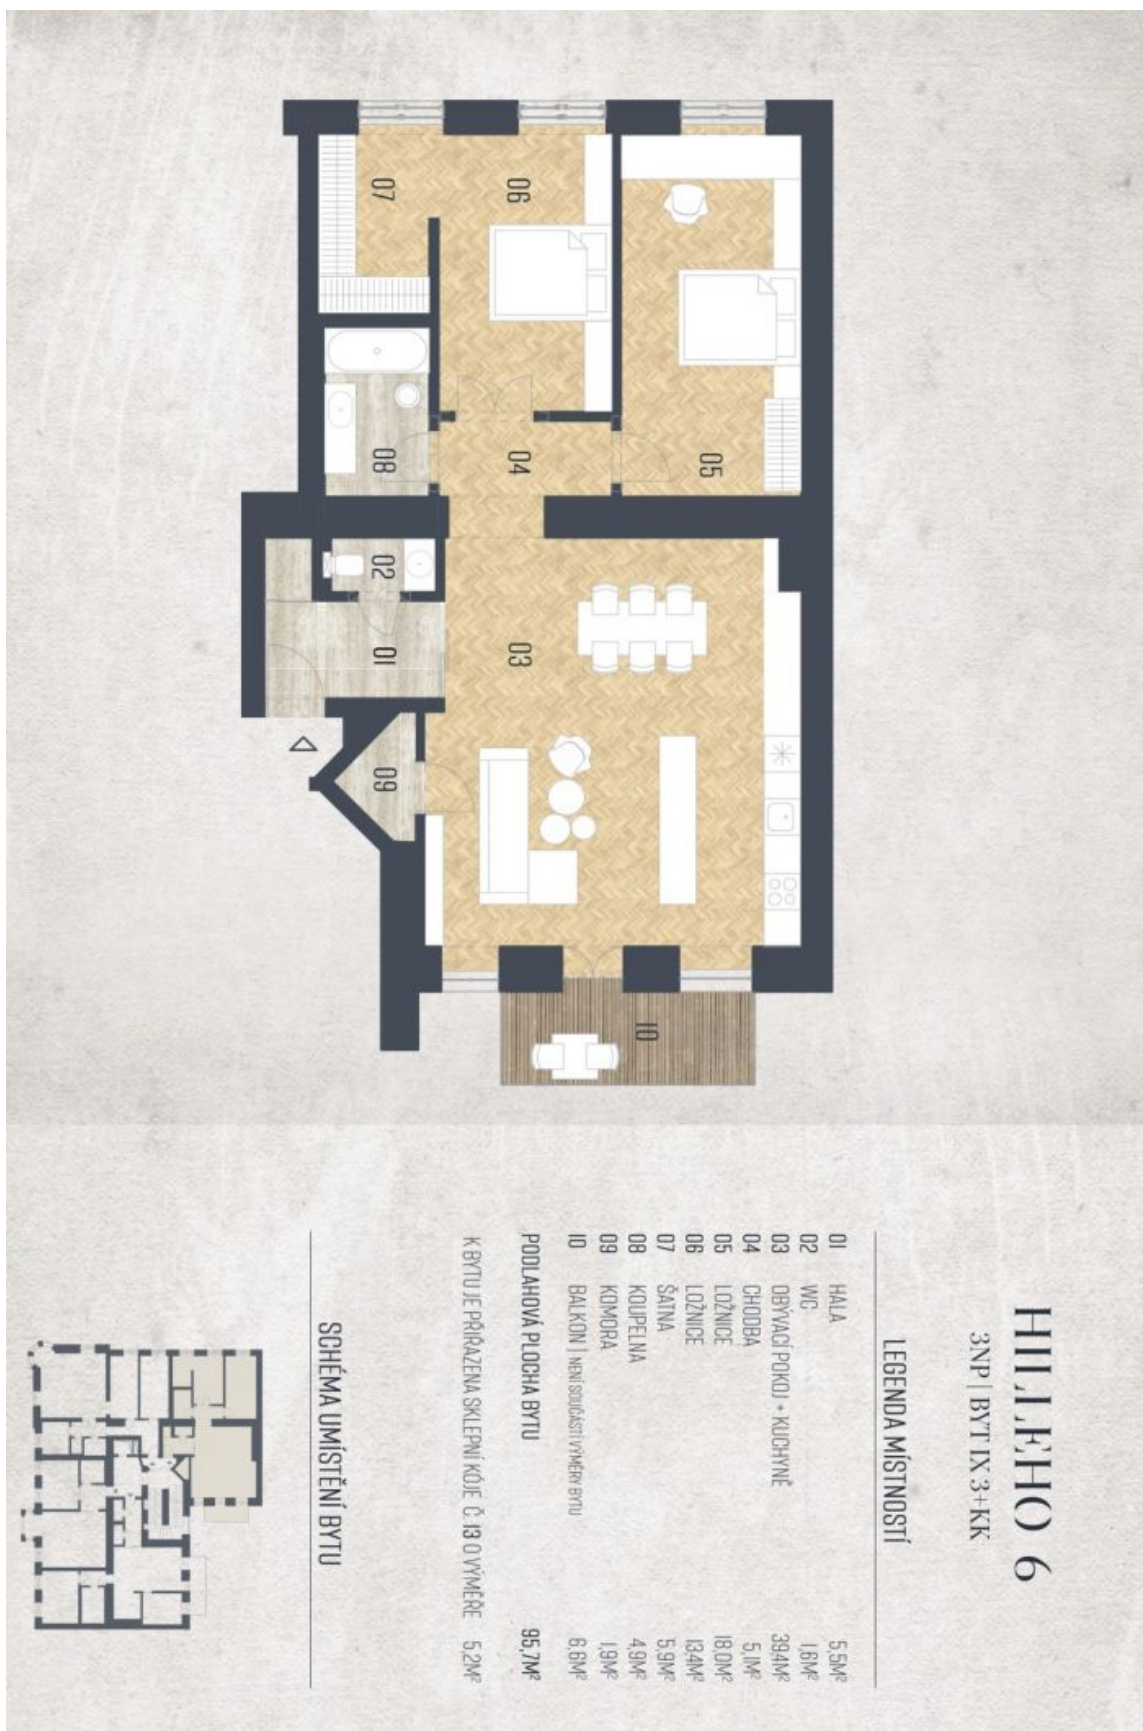 HILLEHO 6
3NP | BYT IX 3+KK
LEGENDA MÍSTNOSTÍ
01 HALA 5,5M²
02 WC 1,6M²
03 OBÝVACÍ POKOJ + KUCHYNĚ 39,4M²
04 CHODBA 5,1M²
05 LOŽNICE 18,0M²
06 LOŽNICE 13,4M²
07 ŠATNA 5,9M²
08 KOUPELNA 4,9M²
09 KOMORA 1,9M²
10 BALKON | NENÍ SOUČÁSTÍ VÝMĚRY BYTU 6,6M²
PODLAHOVÁ PLOCHA BYTU 95,7M²
K BYTU JE PŘIŘAZENA SKLEPNÍ KÓJE Č. 13 O VÝMĚŘE 5,2M²
SCHÉMA UMÍSTĚNÍ BYTU
05
06
07
04
08
02
03
01
09
10